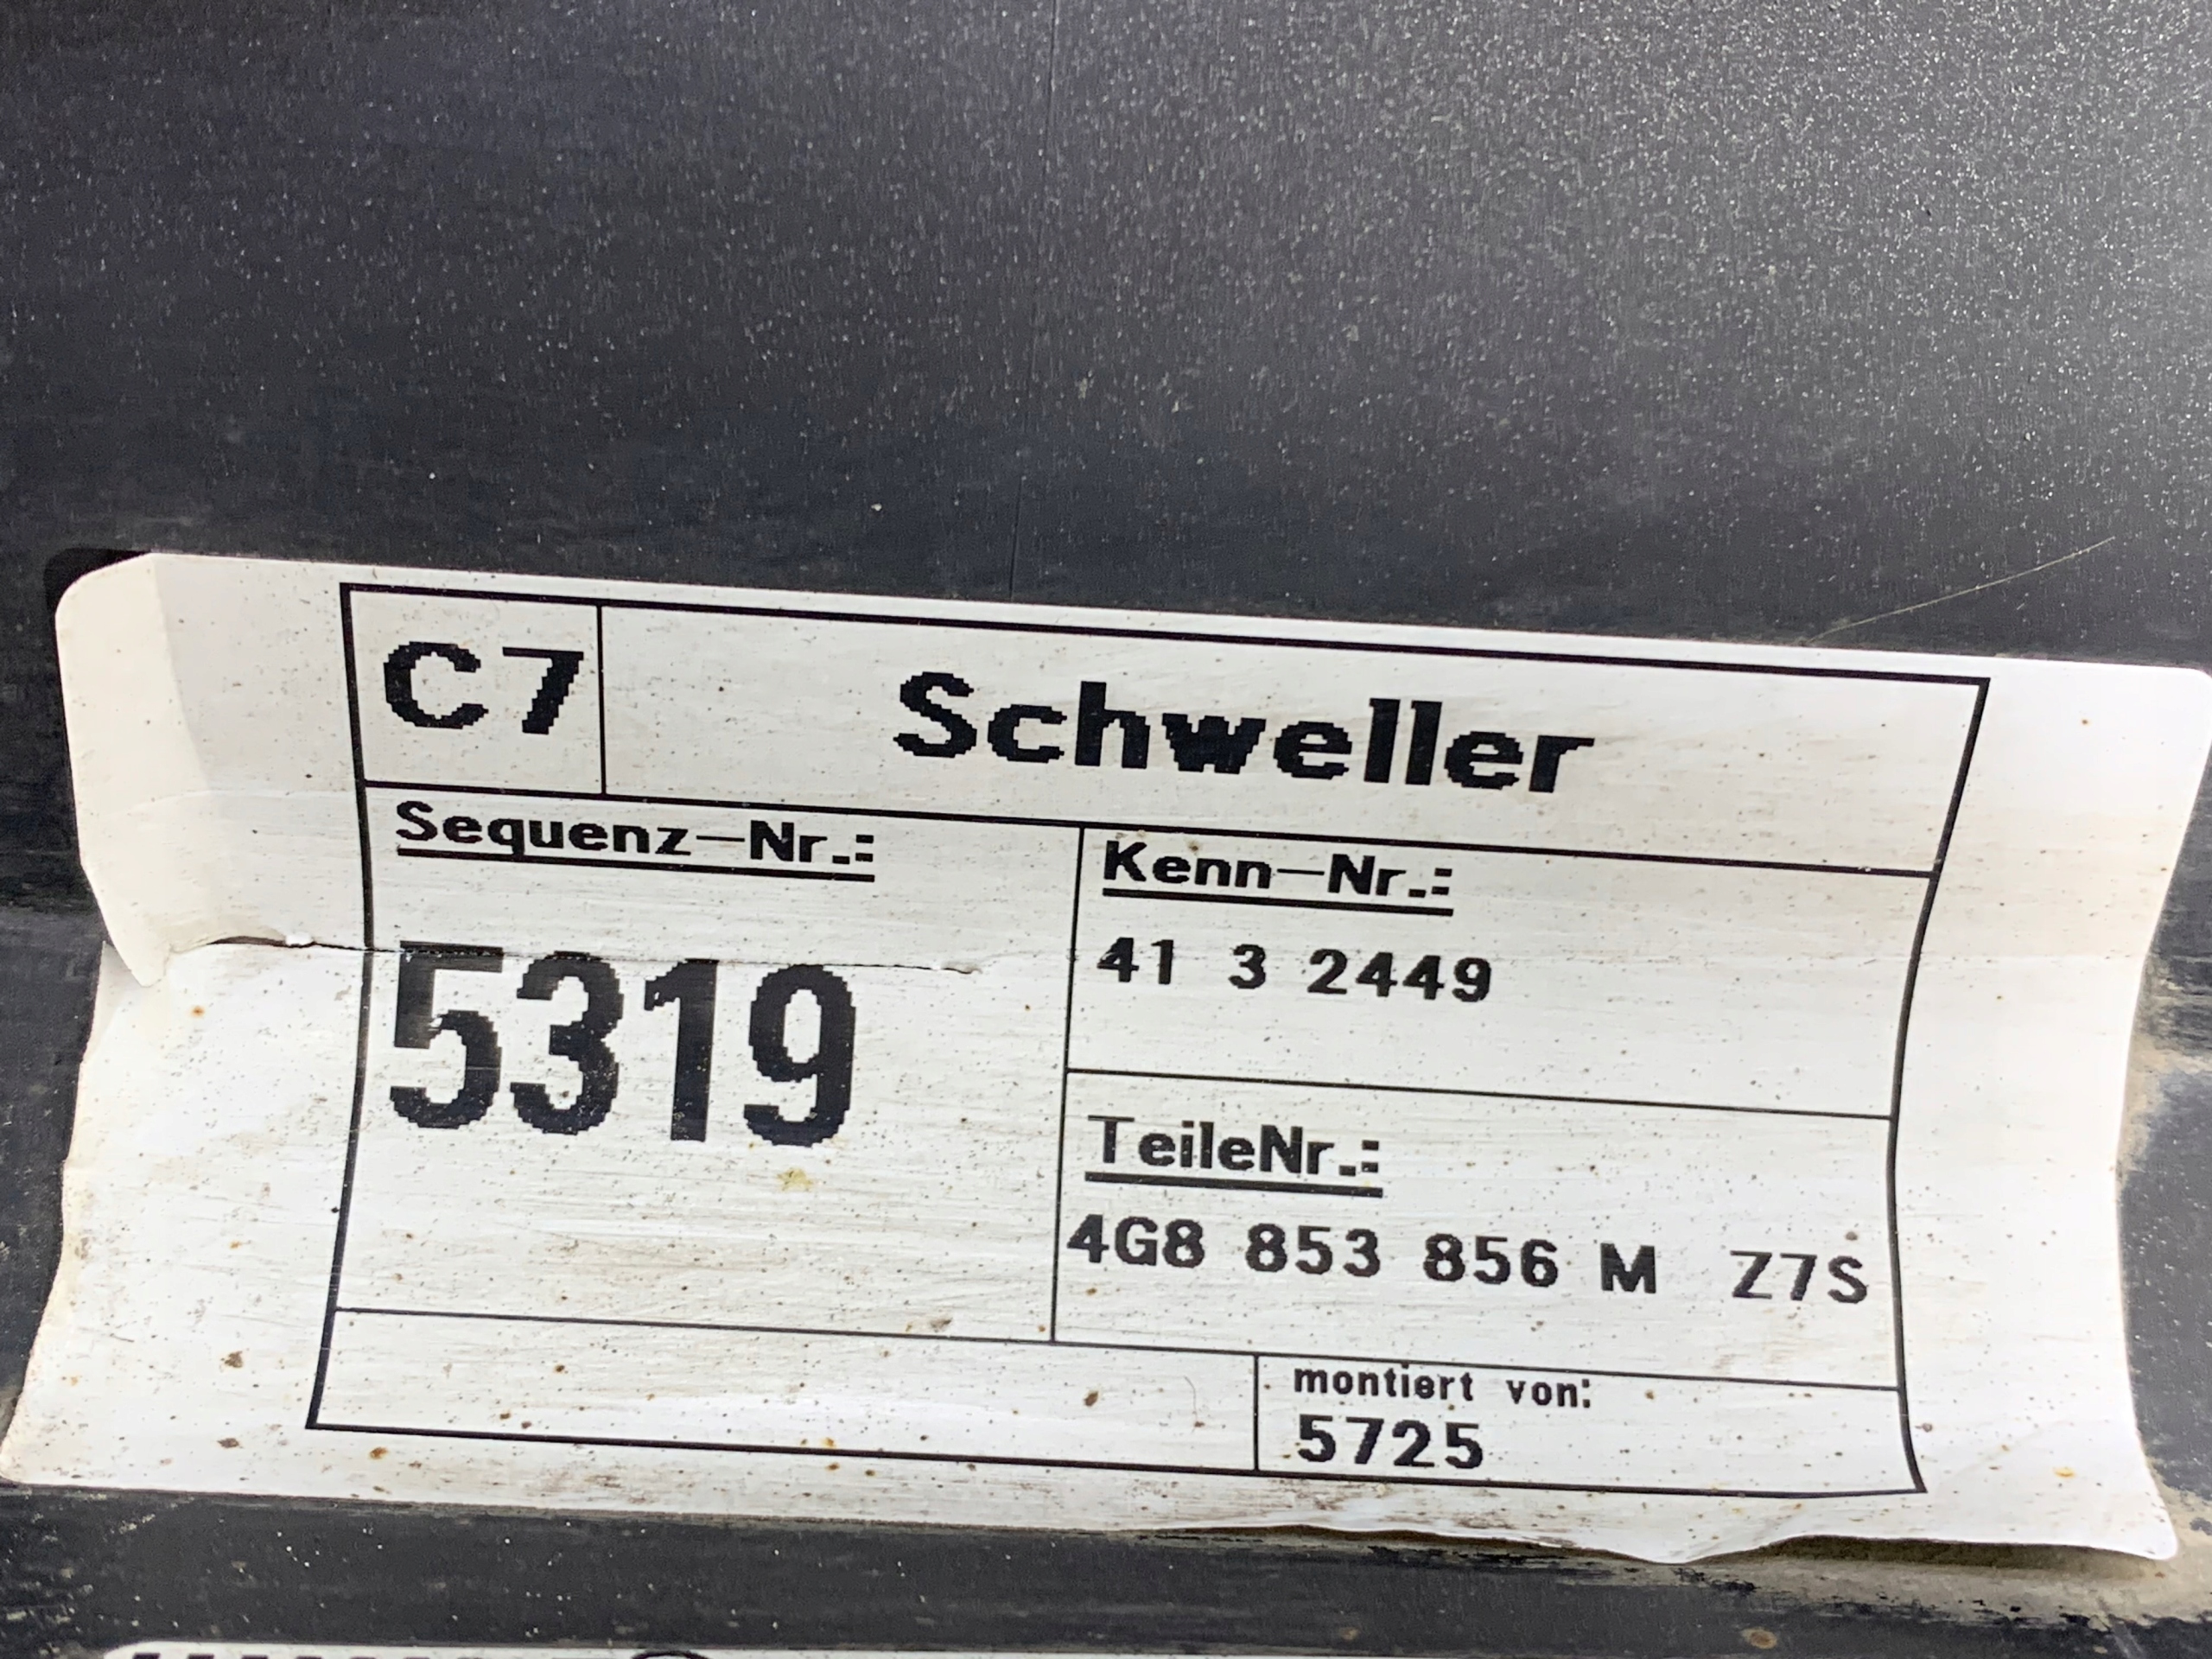 C7 Schweller
Sequenz-Nr.:
5319
Kenn-Nr.:
41 3 2449
TeileNr.:
4G8 853 856 M Z7S
montiert von:
5725